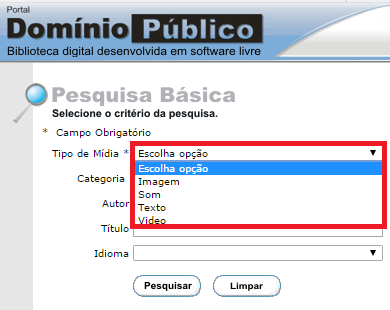 Portal
Domínio Público
Biblioteca digital desenvolvida em software livre
Pesquisa Básica
Selecione o critério da pesquisa.
* Campo Obrigatório
Tipo de Mídia * Escolha opção
Escolha opção
Categoria
Imagem
Som
Autor
Texto
Video
Título
Idioma
Pesquisar Limpar